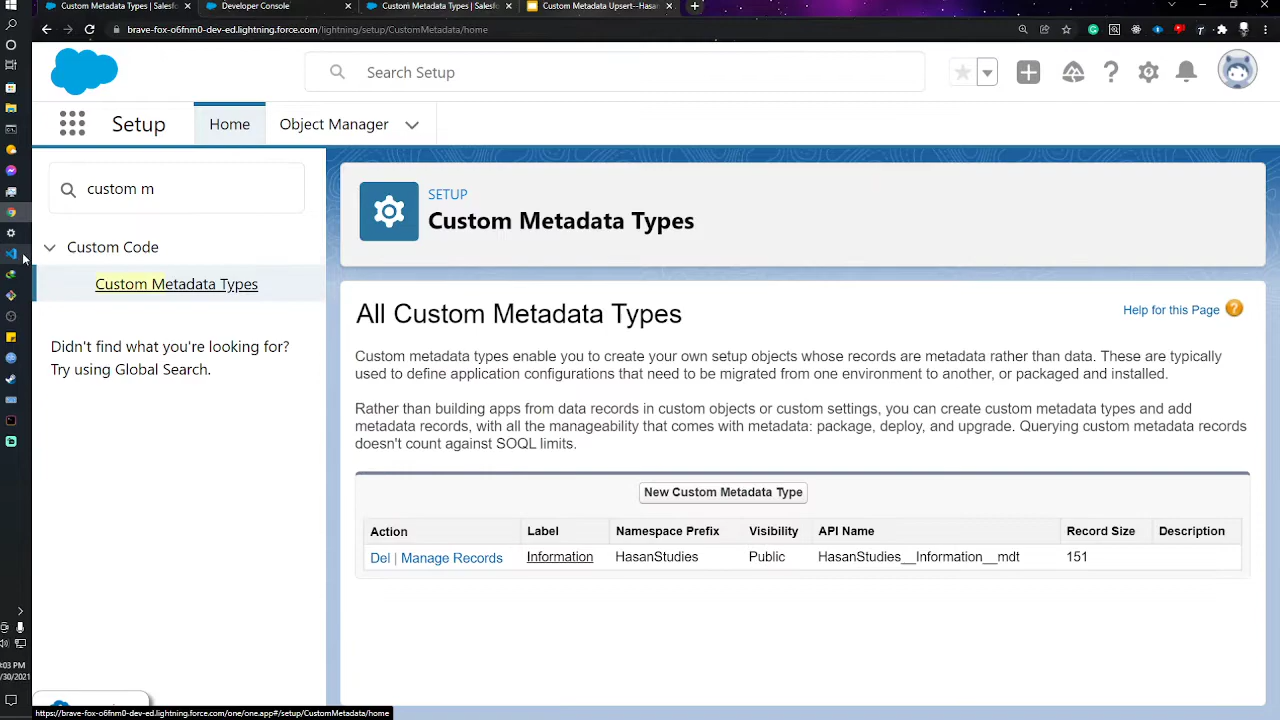 Custom Metadata Types | Salesfo
Developer Console
Custom Metadata Types | Salesfo
Custom Metadata Upsert-Hasan
brave-fox-o6fnm0-dev-ed.lightning.force.com/lightning/setup/CustomMetadata/home
Search Setup
Setup
Home
Object Manager
custom m
Custom Code
Custom Metadata Types
Didn't find what you're looking for?
Try using Global Search.
SETUP
Custom Metadata Types
All Custom Metadata Types
Help for this Page
Custom metadata types enable you to create your own setup objects whose records are metadata rather than data. These are typically
used to define application configurations that need to be migrated from one environment to another, or packaged and installed.
Rather than building apps from data records in custom objects or custom settings, you can create custom metadata types and add
metadata records, with all the manageability that comes with metadata: package, deploy, and upgrade. Querying custom metadata records
doesn't count against SOQL limits.
New Custom Metadata Type
Action Label Namespace Prefix Visibility API Name Record Size Description
Del | Manage Records Information HasanStudies Public HasanStudies__Information__mdt 151
:03 PM
/30/2021
https://brave-fox-o6fnm0-dev-ed.lightning.force.com/one/one.app#/setup/CustomMetadata/home